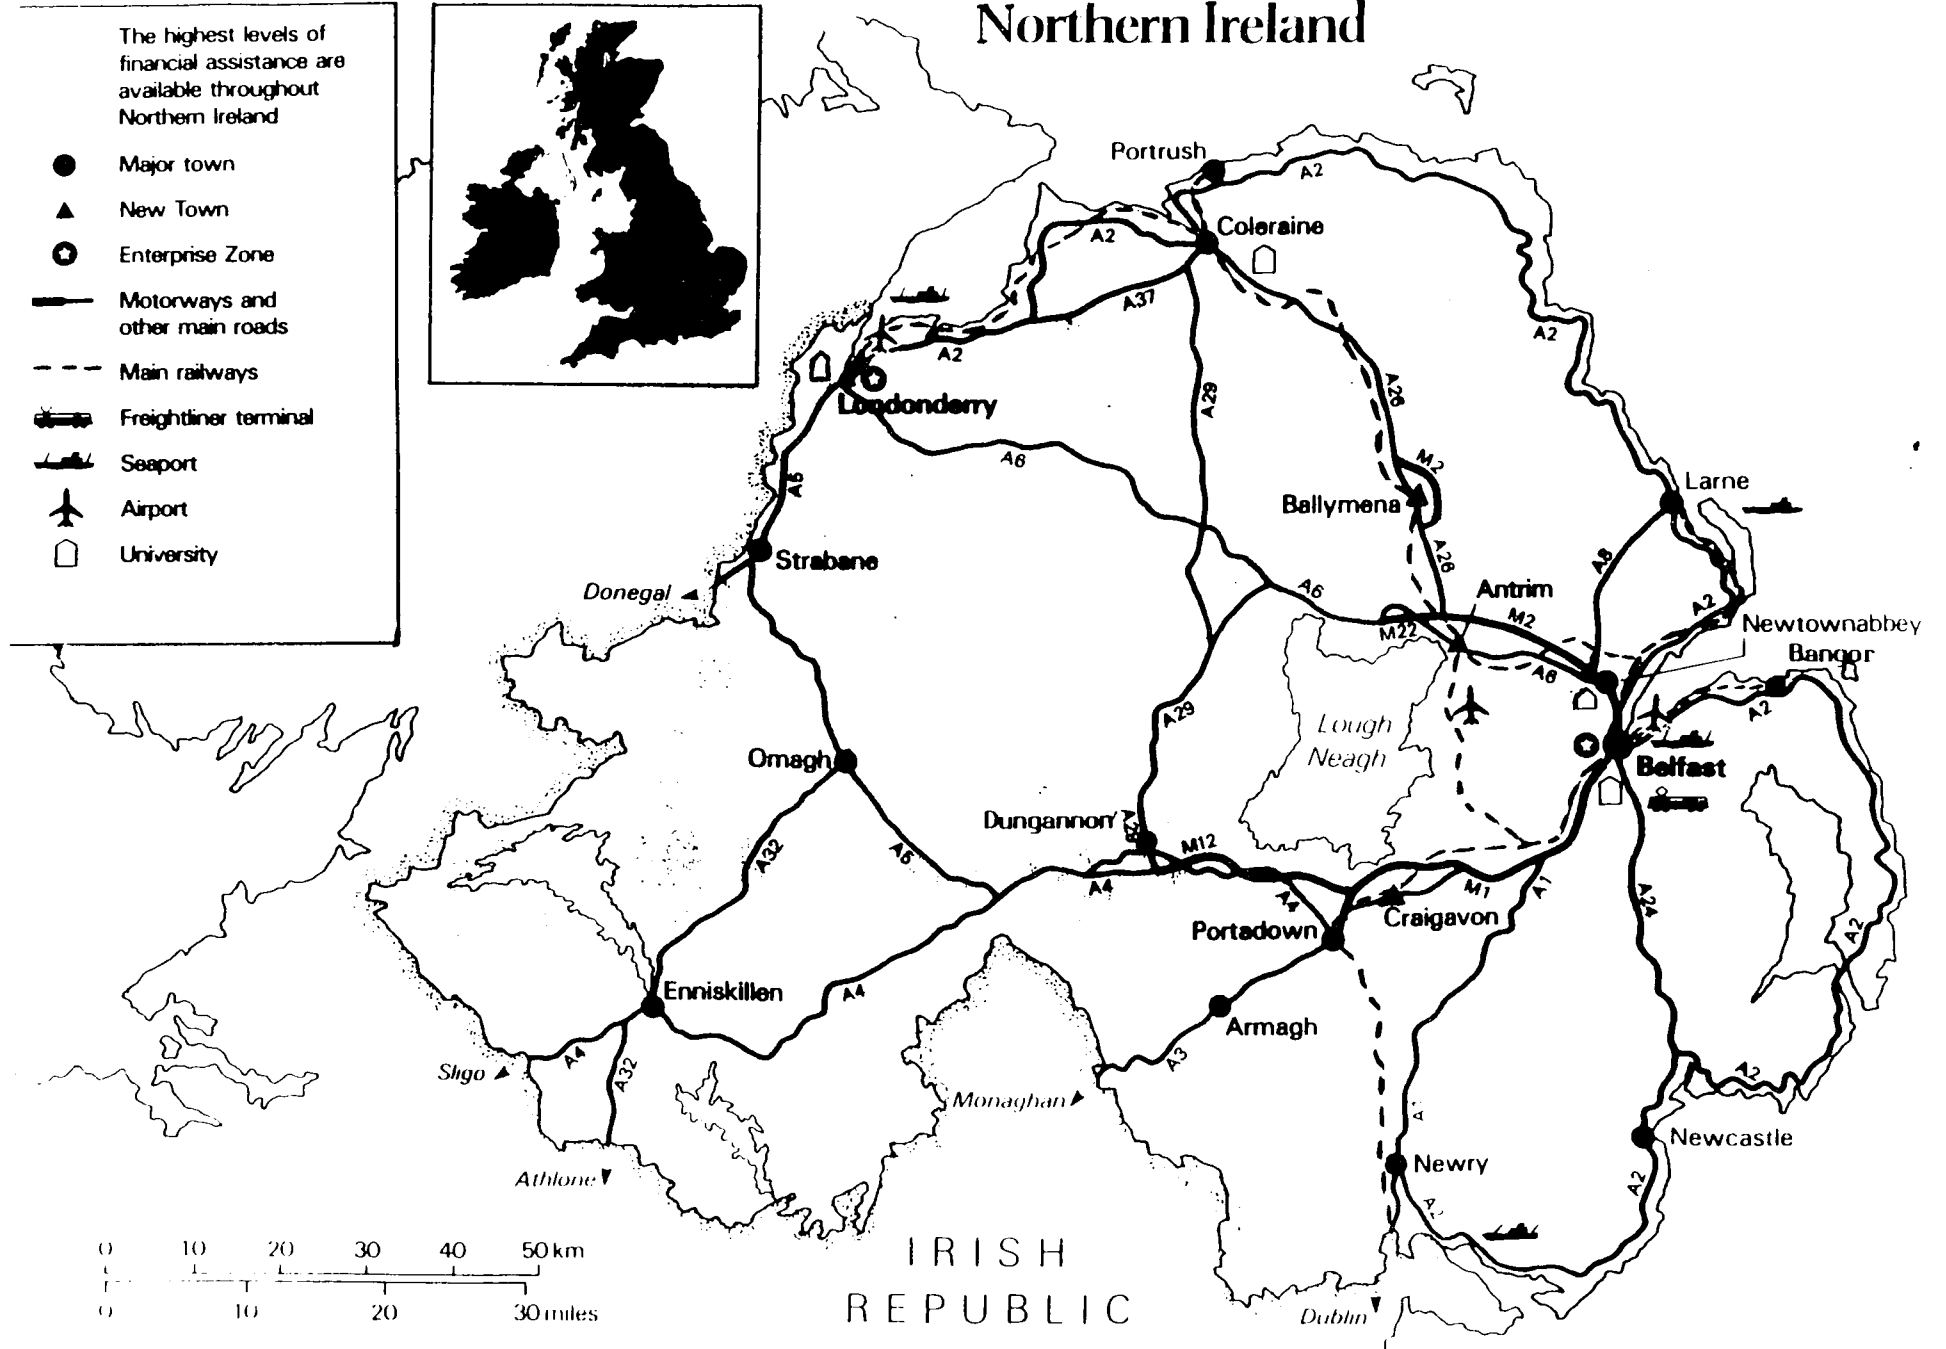 Northern Ireland
The highest levels of
financial assistance are
available throughout
Northern Ireland
Major town
New Town
Enterprise Zone
Motorways and
other main roads
Main railways
Freightliner terminal
Seaport
Airport
University
Portrush
A2
Coleraine
A2
A37
A2
A2
Londonderry
A29
A26
A6
M2
A5
Ballymena
Larne
A26
A8
Strabane
Donegal
A6
Antrim
A2
M22
M2
Newtownabbey
Bangor
A6
A2
A29
Lough
Neagh
Omagh
Belfast
Dungannon
A29
M12
A32
A5
A4
M1
A1
A4
A24
Craigavon
Portadown
A2
Enniskillen
A4
Armagh
A4
A32
A3
Sligo
A2
Monaghan
A1
Newcastle
Newry
Athlone
A2
A2
IRISH
REPUBLIC
Dublin
0 10 20 30 40 50 km
0 10 20 30 miles